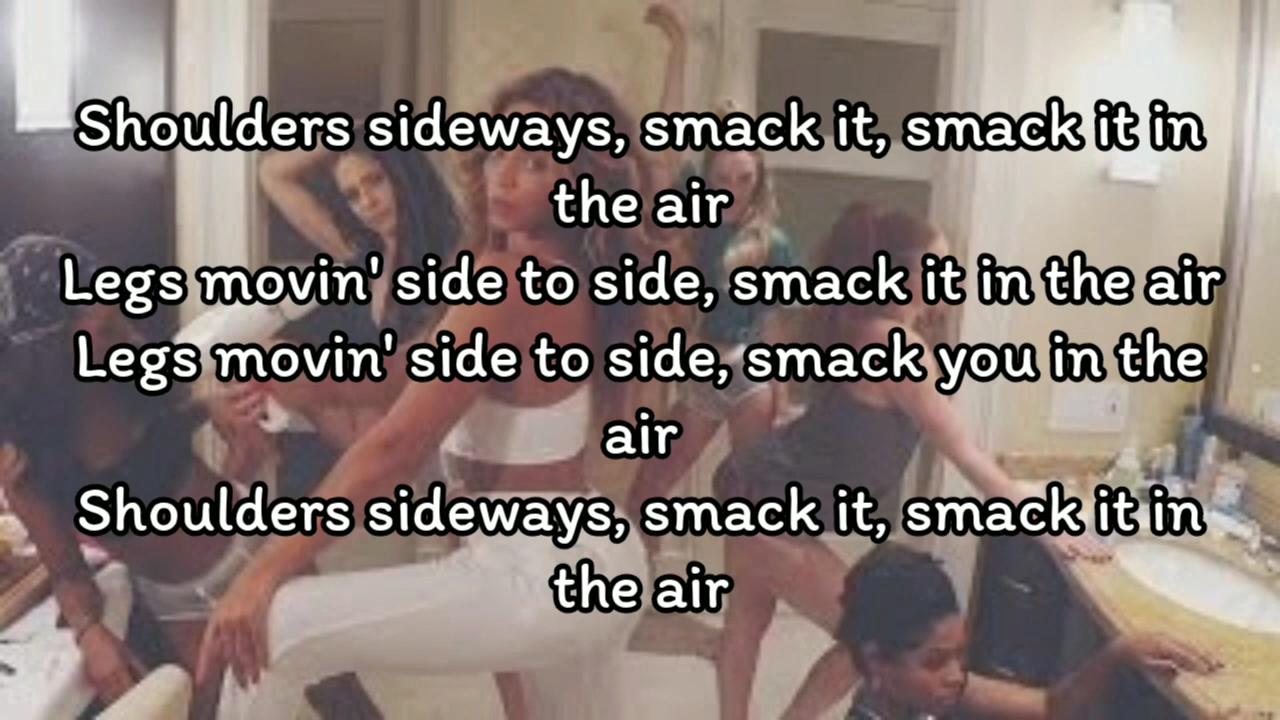 Shoulders sideways, smack it, smack it in
the air
Legs movin' side to side, smack it in the air
Legs movin' side to side, smack you in the
air
Shoulders sideways, smack it, smack it in
the air